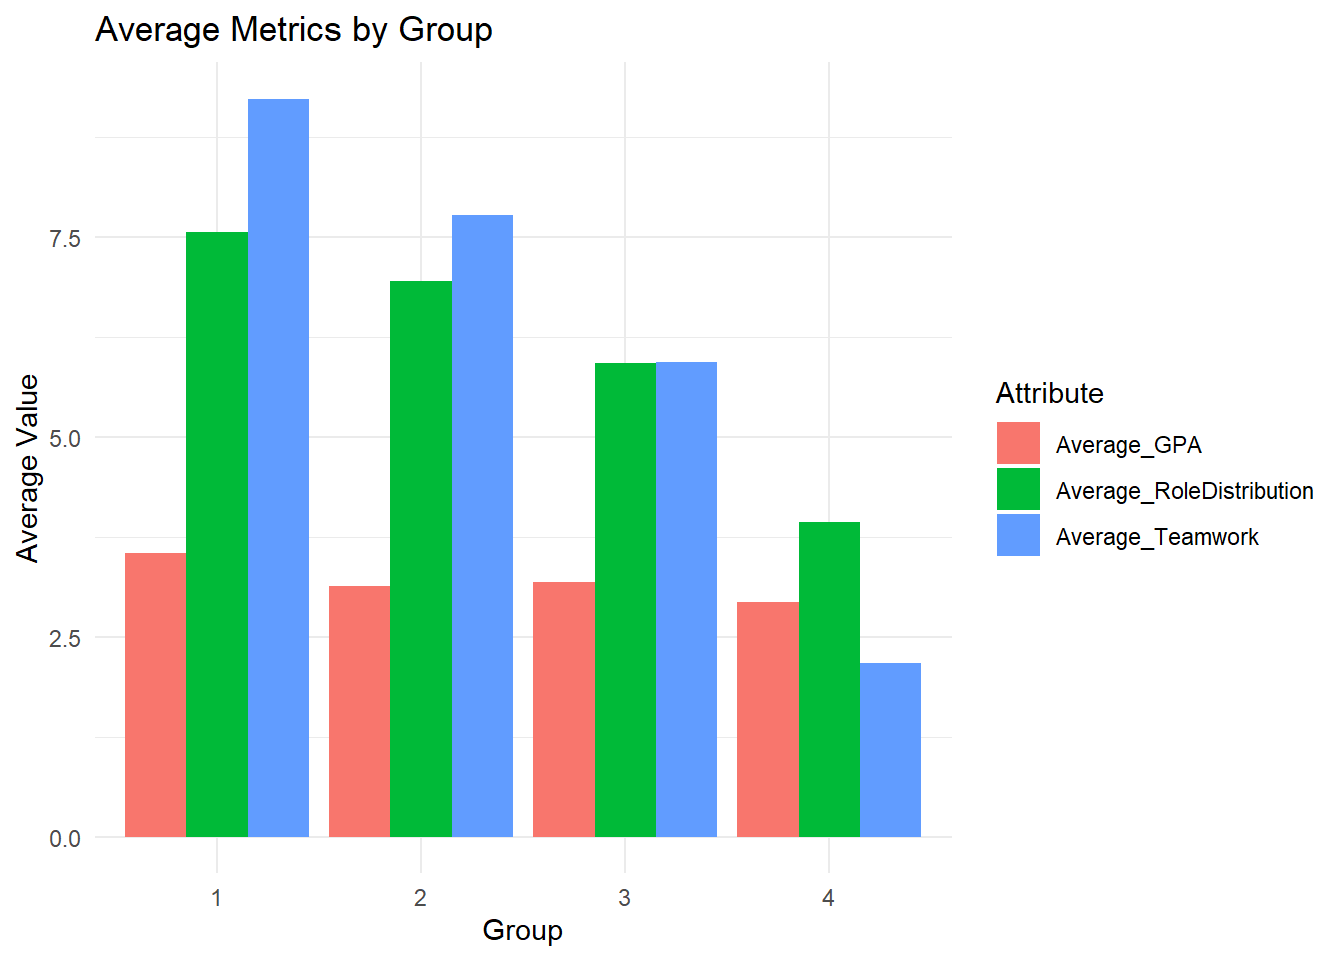 Average Metrics by Group
Average Value
7.5
5.0
2.5
0.0
1 2 3 4
Group
Attribute
Average_GPA
Average_RoleDistribution
Average_Teamwork